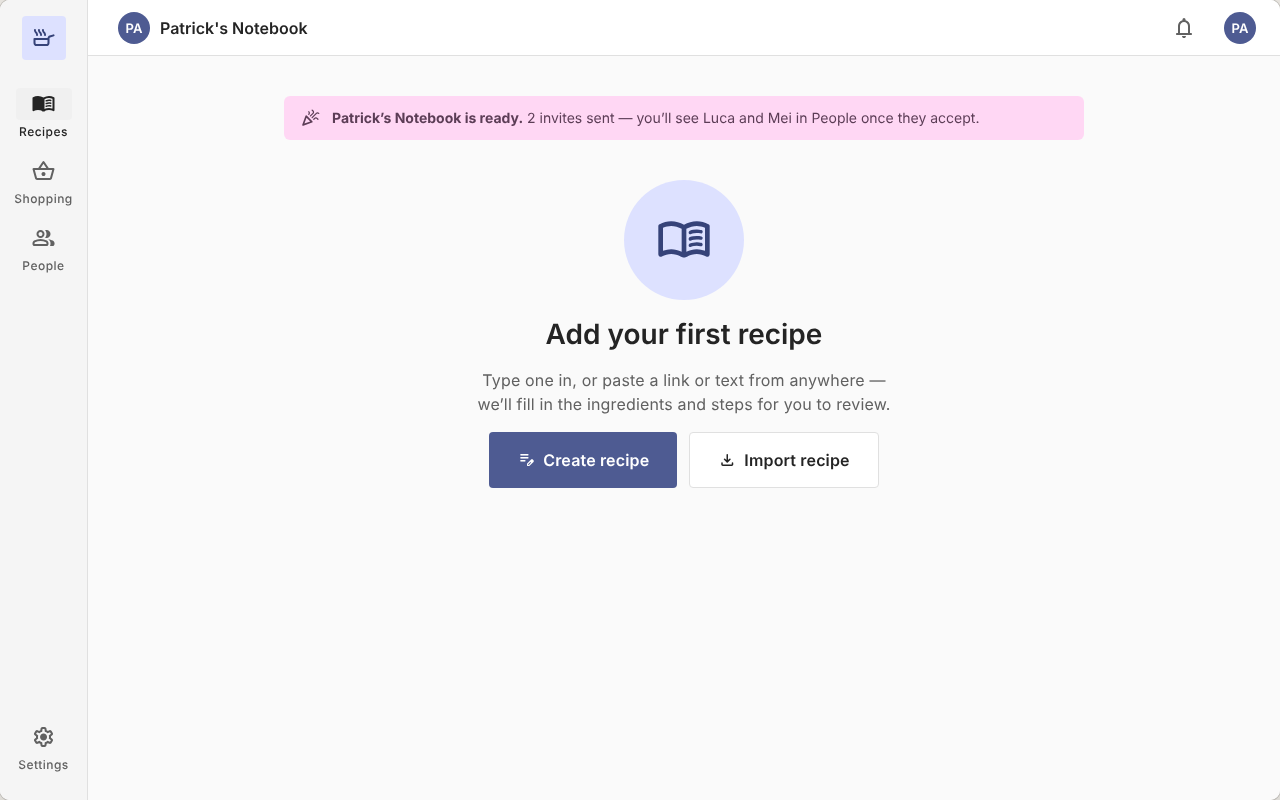 PA Patrick's Notebook PA
Recipes
Shopping
People
Settings
Patrick’s Notebook is ready. 2 invites sent — you’ll see Luca and Mei in People once they accept.
Add your first recipe
Type one in, or paste a link or text from anywhere —
we’ll fill in the ingredients and steps for you to review.
Create recipe Import recipe